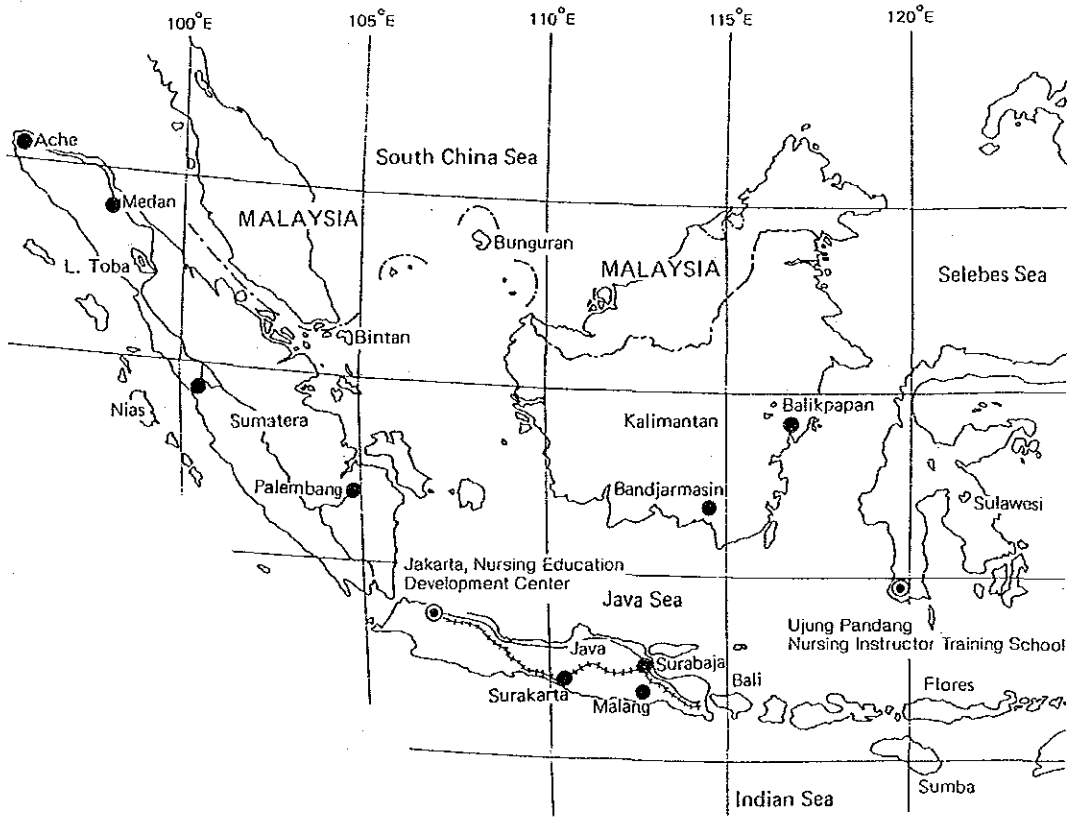 100°E
105°E
110°E
115°E
120°E
Ache
South China Sea
Medan
MALAYSIA
Bunguran
L. Toba
MALAYSIA
Selebes Sea
Bintan
Nias
Sumatera
Kalimantan
Balikpapan
Palembang
Bandjarmasin
Sulawesi
Jakarta, Nursing Education
Development Center
Java Sea
Ujung Pandang
Nursing Instructor Training School
Java
Surabaja
Surakarta
Malang
Bali
Flores
Sumba
Indian Sea